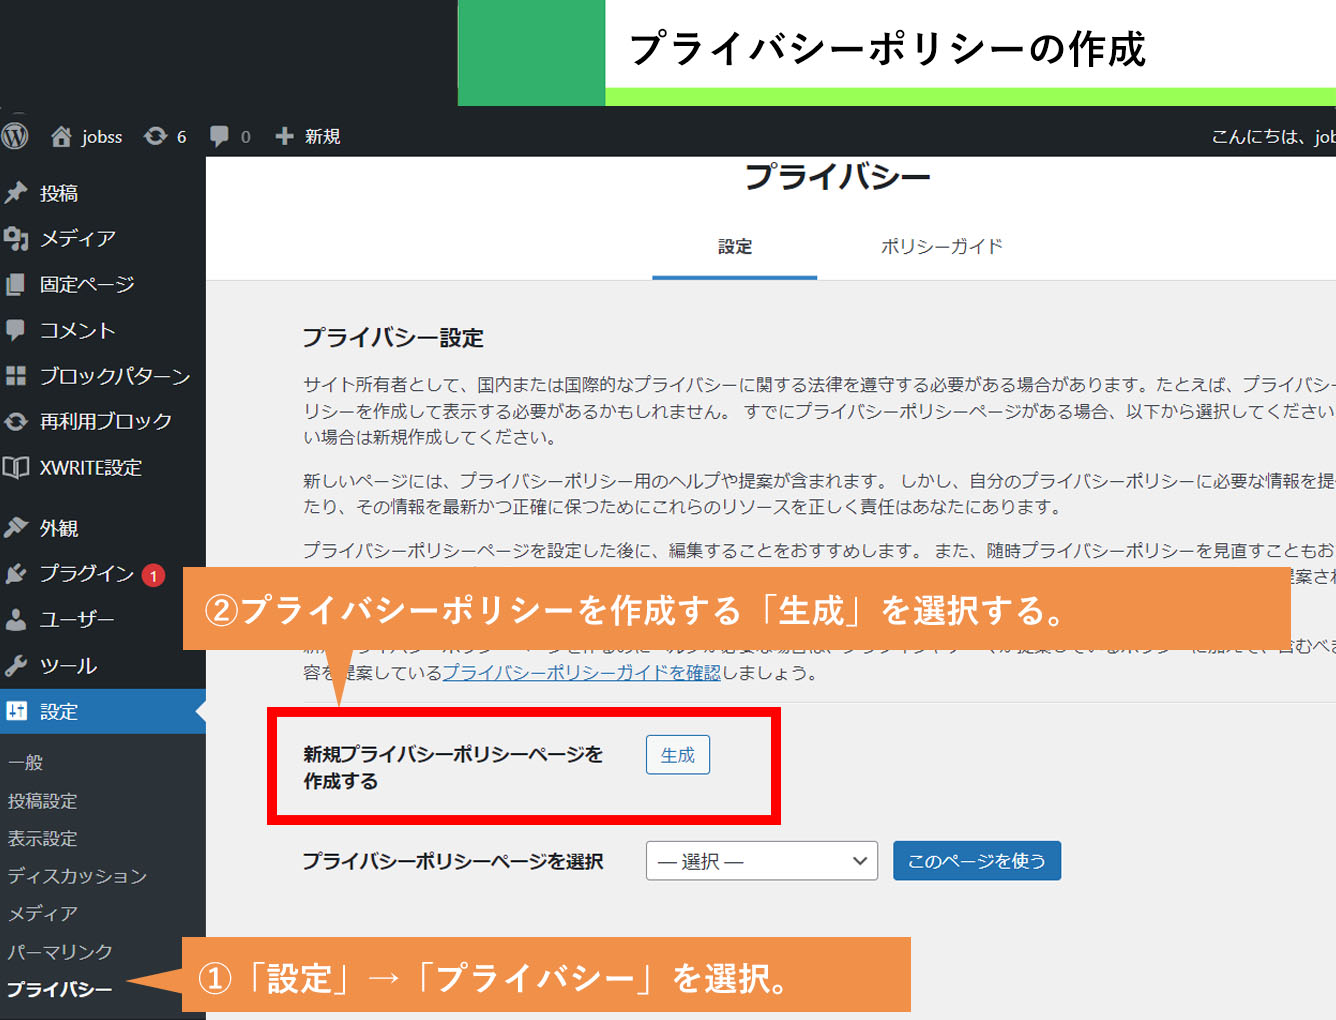 プライバシーポリシーの作成
jobss 6 0 新規
こんにちは、job
投稿
メディア
固定ページ
コメント
ブロックパターン
再利用ブロック
XWRITE設定
外観
プラグイン 1
ユーザー
ツール
設定
一般
投稿設定
表示設定
ディスカッション
メディア
パーマリンク
プライバシー
プライバシー
設定 ポリシーガイド
プライバシー設定
サイト所有者として、国内または国際的なプライバシーに関する法律を遵守する必要がある場合があります。たとえば、プライバシー
リシーを作成して表示する必要があるかもしれません。 すでにプライバシーポリシーページがある場合、以下から選択してください
い場合は新規作成してください。
新しいページには、プライバシーポリシー用のヘルプや提案が含まれます。 しかし、自分のプライバシーポリシーに必要な情報を提
たり、その情報を最新かつ正確に保つためにこれらのリソースを正しく責任はあなたにあります。
プライバシーポリシーページを設定した後に、編集することをおすすめします。 また、随時プライバシーポリシーを見直すこともお
②プライバシーポリシーを作成する「生成」を選択する。
容を提案しているプライバシーポリシーガイドを確認しましょう。
新規プライバシーポリシーページを
作成する
生成
プライバシーポリシーページを選択
— 選択 —
このページを使う
①「設定」→「プライバシー」を選択。